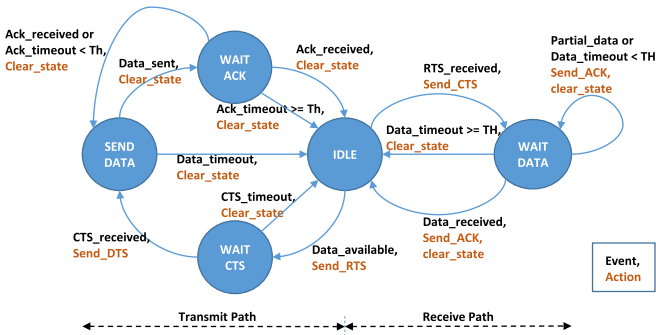 Ack_received or
Ack_timeout < Th,
Clear_state
Data_sent,
Clear_state
WAIT
ACK
Ack_received,
Clear_state
Ack_timeout >= Th,
Clear_state
RTS_received,
Send_CTS
Partial_data or
Data_timeout < TH
Send_ACK,
clear_state
SEND
DATA
Data_timeout,
Clear_state
IDLE
Data_timeout >= TH,
Clear_state
WAIT
DATA
CTS_timeout,
Clear_state
CTS_received,
Send_DTS
WAIT
CTS
Data_available,
Send_RTS
Data_received,
Send_ACK,
clear_state
Event,
Action
Transmit Path
Receive Path